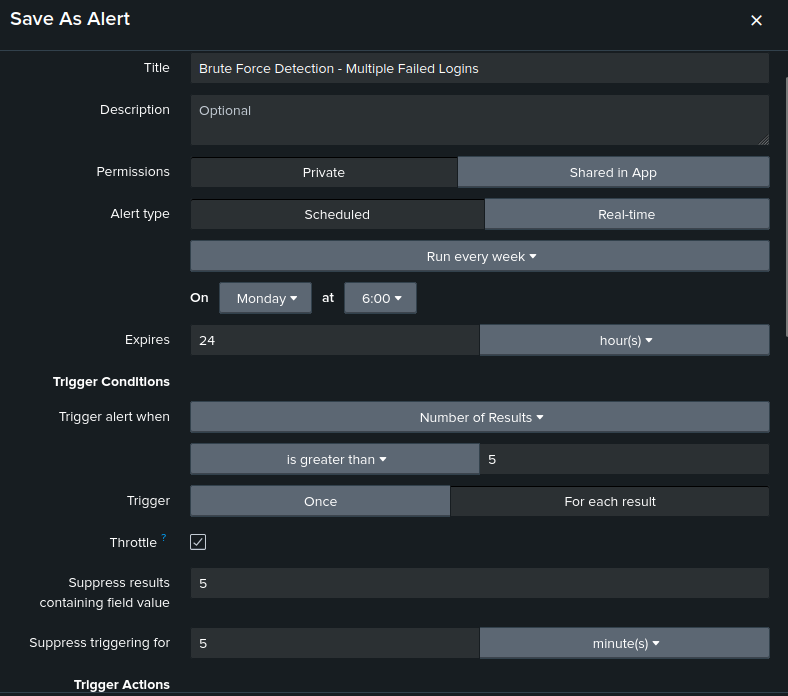 Save As Alert
Title Brute Force Detection - Multiple Failed Logins
Description Optional
Permissions Private Shared in App
Alert type Scheduled Real-time
Run every week
On Monday at 6:00
Expires 24 hour(s)
Trigger Conditions
Trigger alert when Number of Results
is greater than 5
Trigger Once For each result
Throttle ?
Suppress results
containing field value 5
Suppress triggering for 5 minute(s)
Trigger Actions